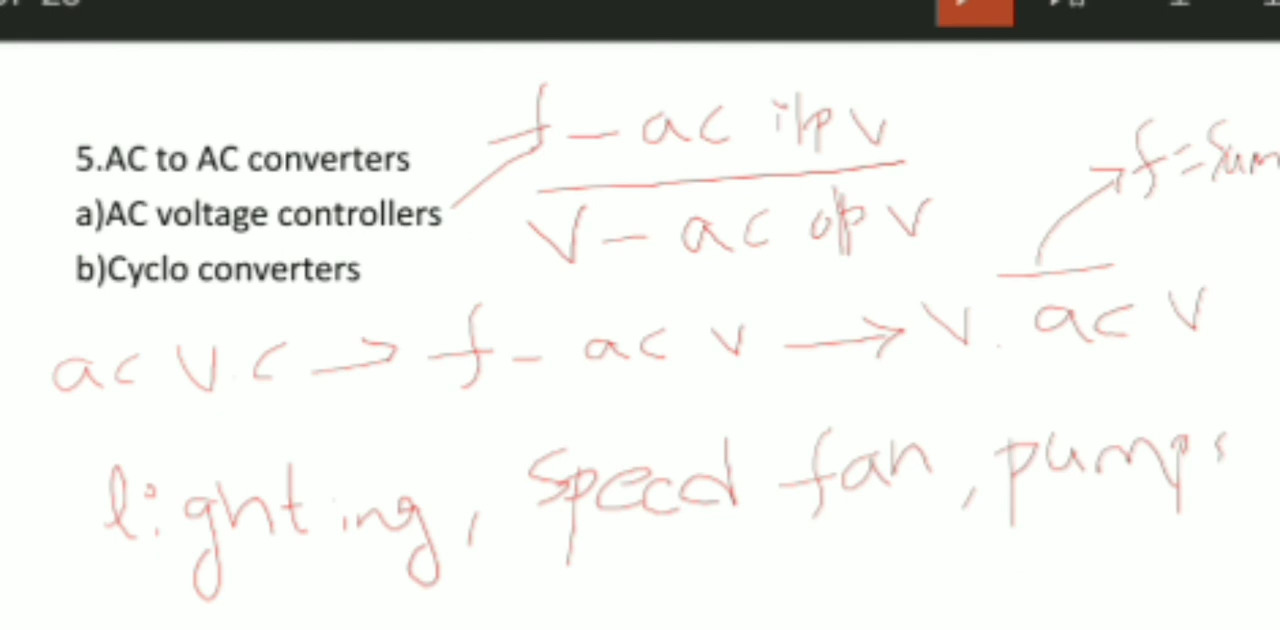 5.AC to AC converters
a)AC voltage controllers
b)Cyclo converters
f - ac i/p v
v - ac o/p v
f =
ac v.c → f - ac v → v. ac v
lighting, speed fan, pumps